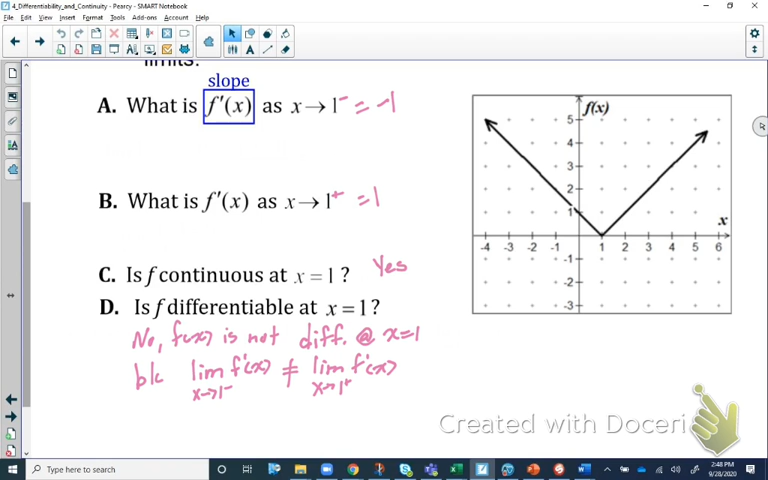 4_Differentiability_and_Continuity - Pearcy - SMART Notebook
File Edit View Insert Format Tools Add-ons Account Help
limits:
slope
A. What is f'(x) as x → 1⁻ = -1
B. What is f'(x) as x → 1⁺ = 1
C. Is f continuous at x = 1 ? Yes
D. Is f differentiable at x = 1?
No, f(x) is not diff. @ x=1
b/c lim f'(x) ≠ lim f'(x)
x→1⁻ x→1⁺
f(x)
5
4
3
2
1
x
-4 -3 -2 -1 1 2 3 4 5 6
-1
-2
-3
Created with Doceri
Type here to search
2:48 PM
9/28/2020